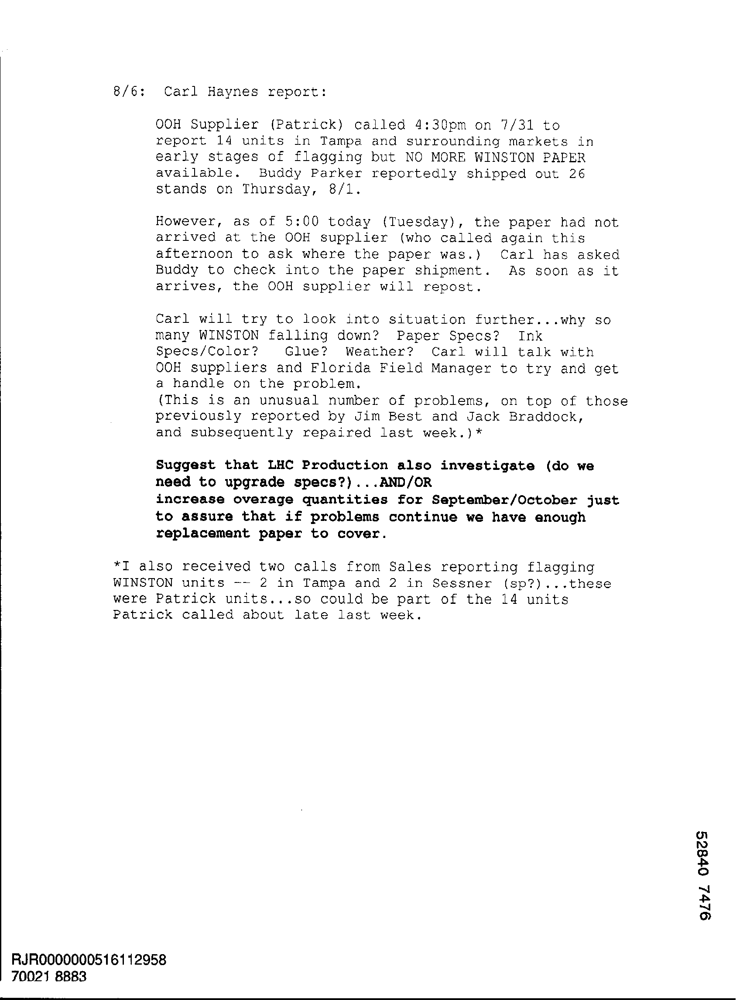 8/6:  Carl Haynes report:
OOH Supplier (Patrick) called 4:30pm on 7/31 to
report 14 units in Tampa and surrounding markets in
early stages of flagging but NO MORE WINSTON PAPER
available.  Buddy Parker reportedly shipped out 26
stands on Thursday, 8/1.
However, as of 5:00 today (Tuesday), the paper had not
arrived at the OOH supplier (who called again this
afternoon to ask where the paper was.)  Carl has asked
Buddy to check into the paper shipment.  As soon as it
arrives, the OOH supplier will repost.
Carl will try to look into situation further...why so
many WINSTON falling down?  Paper Specs?  Ink
Specs/Color?   Glue?  Weather?  Carl will talk with
OOH suppliers and Florida Field Manager to try and get
a handle on the problem.
(This is an unusual number of problems, on top of those
previously reported by Jim Best and Jack Braddock,
and subsequently repaired last week.)*
Suggest that LHC Production also investigate (do we
need to upgrade specs?)...AND/OR
increase overage quantities for September/October just
to assure that if problems continue we have enough
replacement paper to cover.
*I also received two calls from Sales reporting flagging
WINSTON units -- 2 in Tampa and 2 in Sessner (sp?)...these
were Patrick units...so could be part of the 14 units
Patrick called about late last week.
52840 7476
RJR0000000516112958
70021 8883